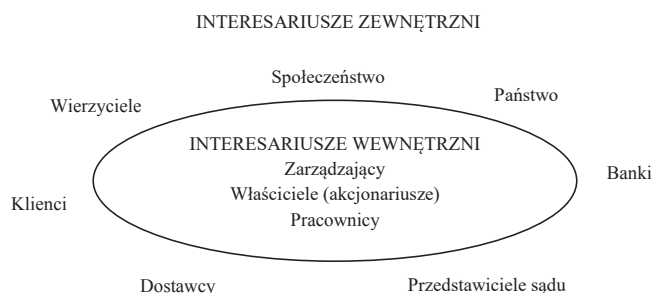 INTERESARIUSZE ZEWNĘTRZNI
Społeczeństwo
Państwo
Wierzyciele
INTERESARIUSZE WEWNĘTRZNI
Zarządzający
Właściciele (akcjonariusze)
Pracownicy
Banki
Klienci
Dostawcy
Przedstawiciele sądu